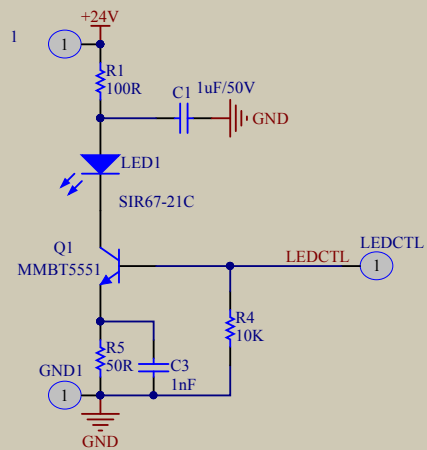 +24V
1
1
R1
100R
C1
1uF/50V
GND
LED1
SIR67-21C
Q1
MMBT5551
LEDCTL
LEDCTL
1
R4
10K
R5
50R
C3
1nF
GND1
1
GND